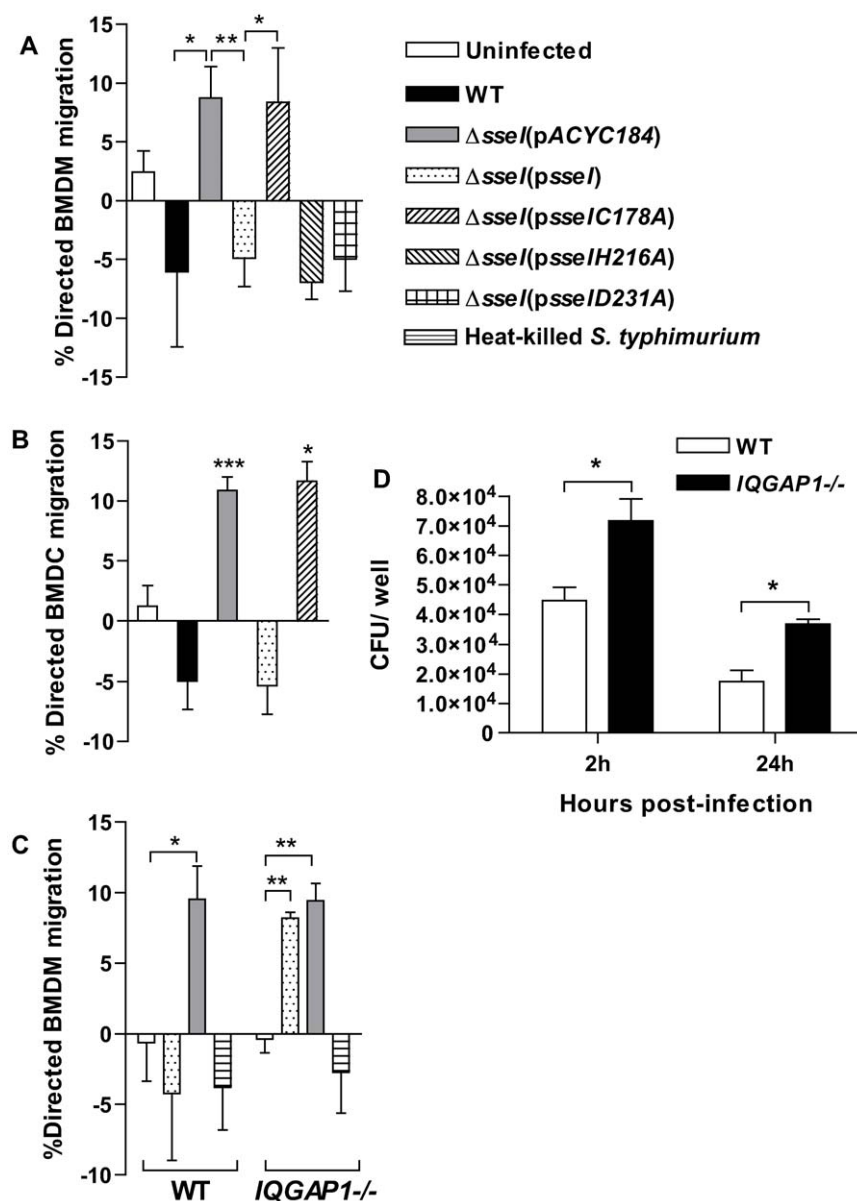 A
% Directed BMDM migration
15
10
5
0
-5
-10
-15
* ** *
Uninfected
WT
ΔsseI(pACYC184)
ΔsseI(psseI)
ΔsseI(psseIC178A)
ΔsseI(psseIH216A)
ΔsseI(psseID231A)
Heat-killed S. typhimurium
B
% Directed BMDC migration
15
10
5
0
-5
-10
*** *
C
%Directed BMDM migration
15
10
5
0
-5
-10
* ** **
WT IQGAP1-/-
D
WT
IQGAP1-/-
CFU/ well
8.0×10⁴
7.0×10⁴
6.0×10⁴
5.0×10⁴
4.0×10⁴
3.0×10⁴
2.0×10⁴
1.0×10⁴
0
* *
2h 24h
Hours post-infection